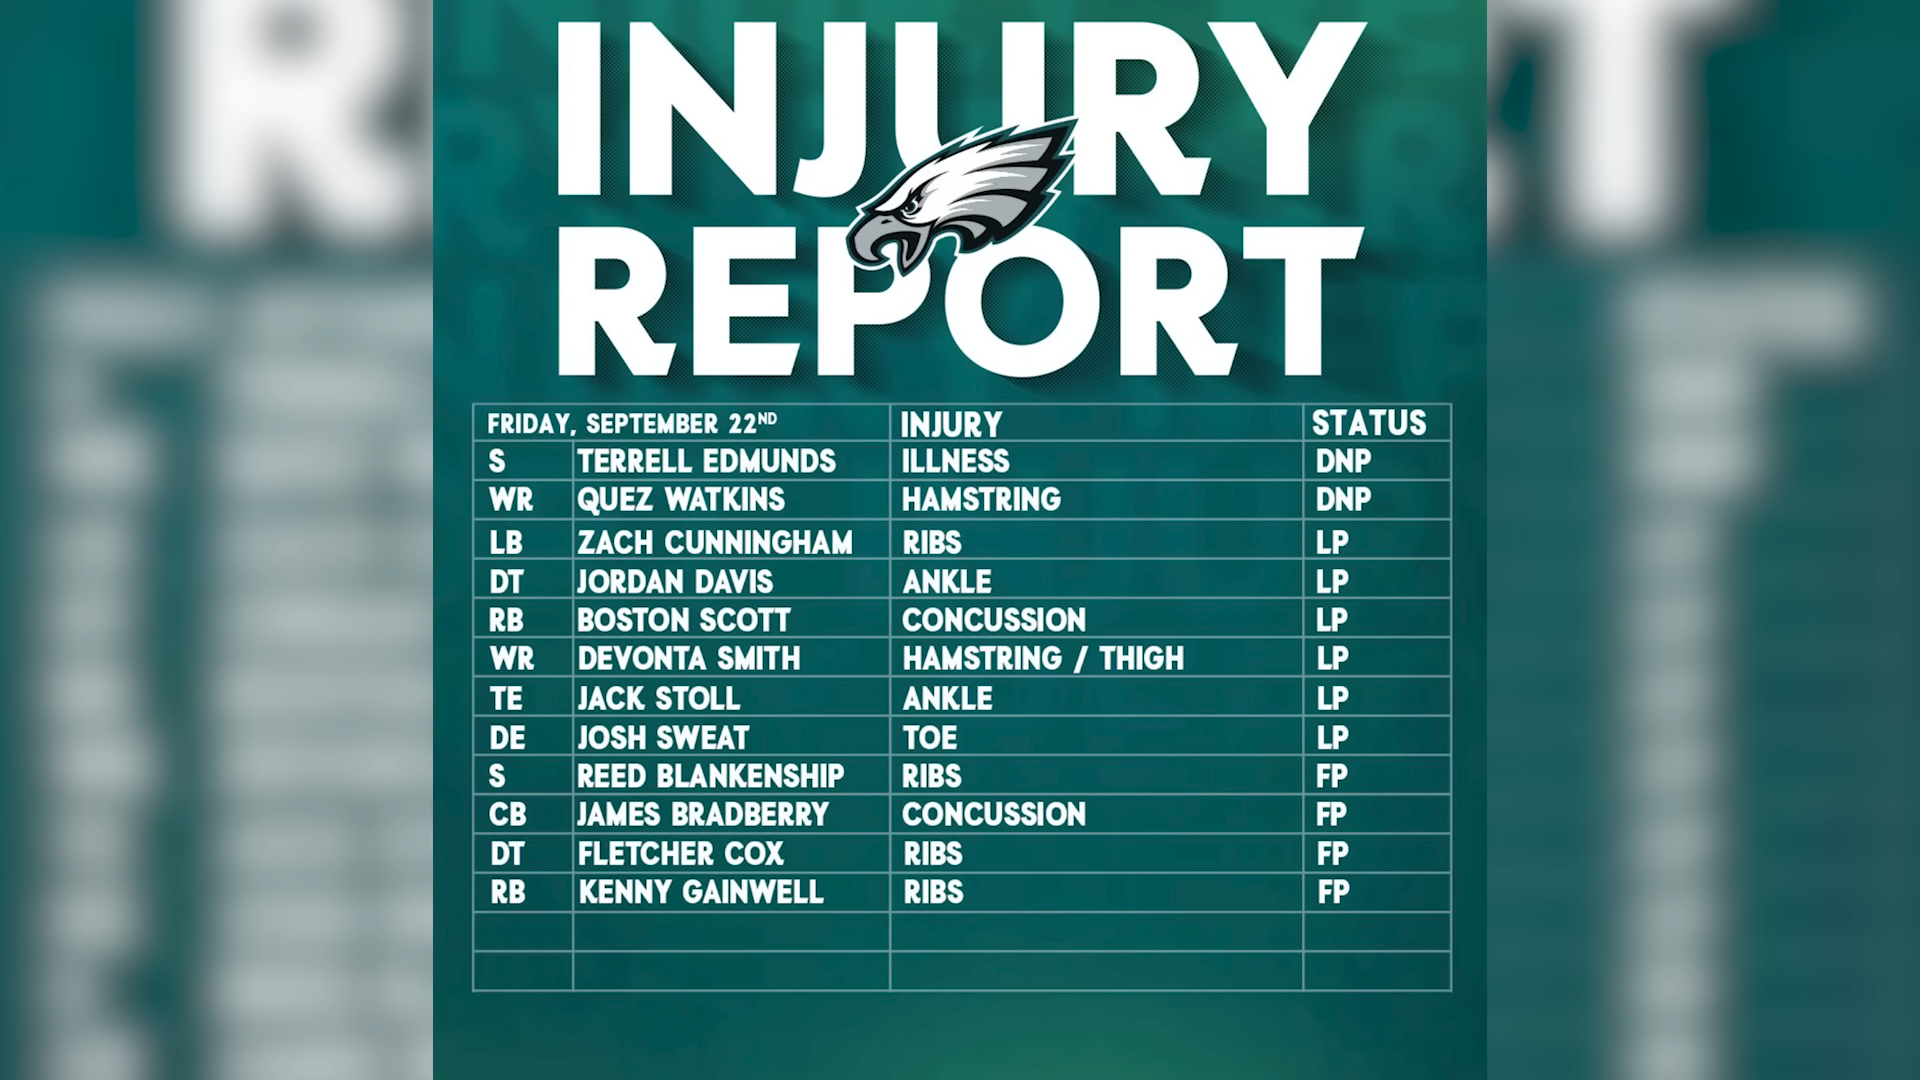 INJURY
REPORT
FRIDAY, SEPTEMBER 22ND INJURY STATUS
S TERRELL EDMUNDS ILLNESS DNP
WR QUEZ WATKINS HAMSTRING DNP
LB ZACH CUNNINGHAM RIBS LP
DT JORDAN DAVIS ANKLE LP
RB BOSTON SCOTT CONCUSSION LP
WR DEVONTA SMITH HAMSTRING / THIGH LP
TE JACK STOLL ANKLE LP
DE JOSH SWEAT TOE LP
S REED BLANKENSHIP RIBS FP
CB JAMES BRADBERRY CONCUSSION FP
DT FLETCHER COX RIBS FP
RB KENNY GAINWELL RIBS FP